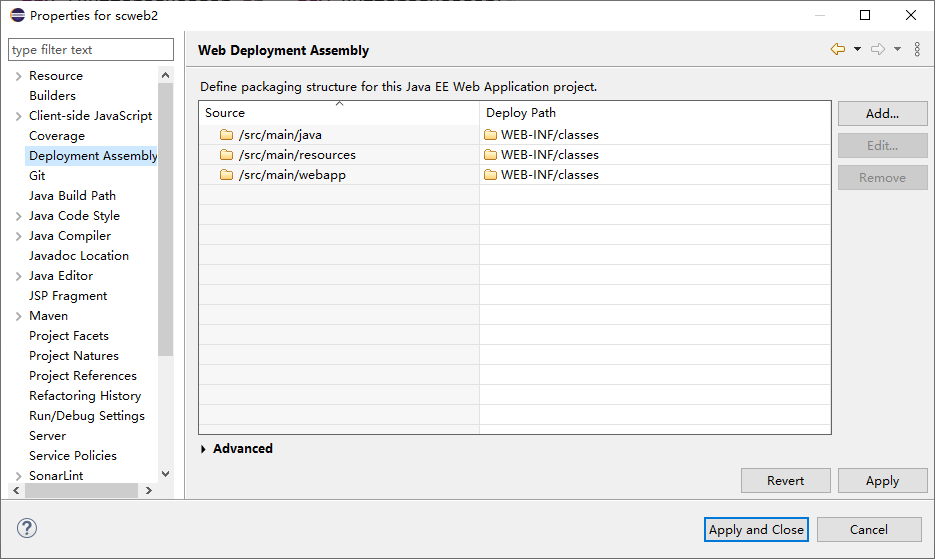 Properties for scweb2
type filter text
Resource
Builders
Client-side JavaScript
Coverage
Deployment Assembly
Git
Java Build Path
Java Code Style
Java Compiler
Javadoc Location
Java Editor
JSP Fragment
Maven
Project Facets
Project Natures
Project References
Refactoring History
Run/Debug Settings
Server
Service Policies
SonarLint
Web Deployment Assembly
Define packaging structure for this Java EE Web Application project.
Source Deploy Path
/src/main/java WEB-INF/classes
/src/main/resources WEB-INF/classes
/src/main/webapp WEB-INF/classes
Add...
Edit...
Remove
Advanced
Revert Apply
? Apply and Close Cancel